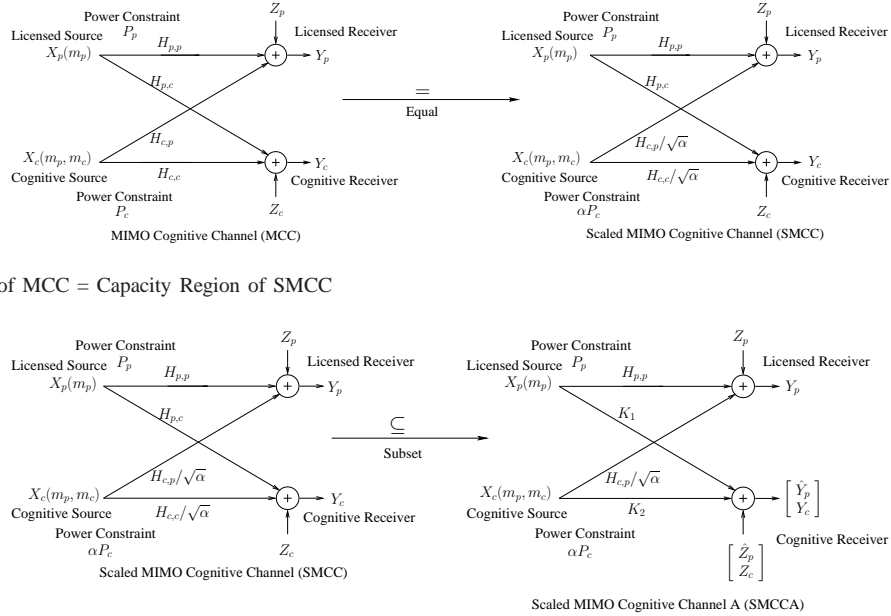 Power Constraint
P_p
Licensed Source
X_p(m_p)
H_{p,p}
Z_p
Licensed Receiver
+
Y_p
H_{p,c}
H_{c,p}
X_c(m_p, m_c)
Cognitive Source
H_{c,c}
+
Y_c
Cognitive Receiver
Power Constraint
P_c
Z_c
MIMO Cognitive Channel (MCC)
=
Equal
Power Constraint
P_p
Licensed Source
X_p(m_p)
H_{p,p}
Z_p
Licensed Receiver
+
Y_p
H_{p,c}
H_{c,p}/√α
X_c(m_p, m_c)
Cognitive Source
H_{c,c}/√α
+
Y_c
Cognitive Receiver
Power Constraint
αP_c
Z_c
Scaled MIMO Cognitive Channel (SMCC)
of MCC = Capacity Region of SMCC
Power Constraint
P_p
Licensed Source
X_p(m_p)
H_{p,p}
Z_p
Licensed Receiver
+
Y_p
H_{p,c}
H_{c,p}/√α
X_c(m_p, m_c)
Cognitive Source
H_{c,c}/√α
+
Y_c
Cognitive Receiver
Power Constraint
αP_c
Z_c
Scaled MIMO Cognitive Channel (SMCC)
⊆
Subset
Power Constraint
P_p
Licensed Source
X_p(m_p)
H_{p,p}
Z_p
Licensed Receiver
+
Y_p
K_1
H_{c,p}/√α
X_c(m_p, m_c)
Cognitive Source
K_2
+
[Ŷ_p
Y_c]
Cognitive Receiver
Power Constraint
αP_c
[Ẑ_p
Z_c]
Scaled MIMO Cognitive Channel A (SMCCA)